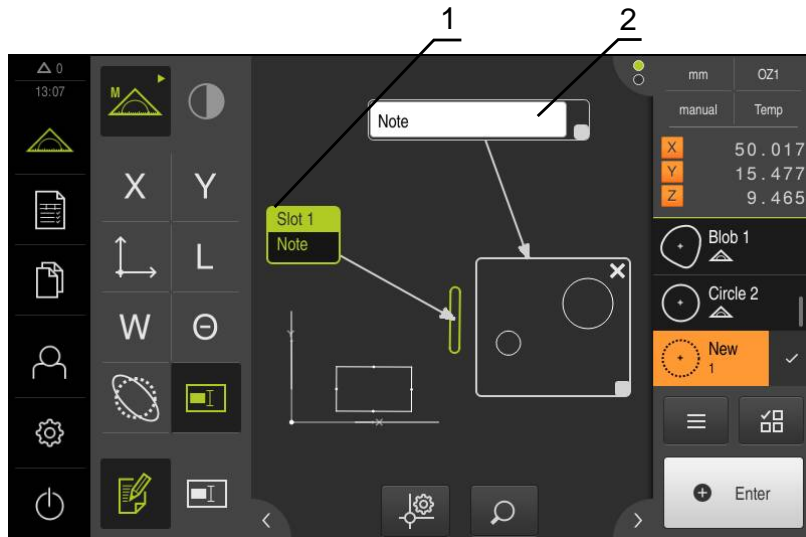 1
2
0
13:07
M
X
Y
L
W
Θ
Note
Slot 1
Note
Y
X
mm
OZ1
manual
Temp
X 50.017
Y 15.477
Z 9.465
Blob 1
Circle 2
New
1
Enter